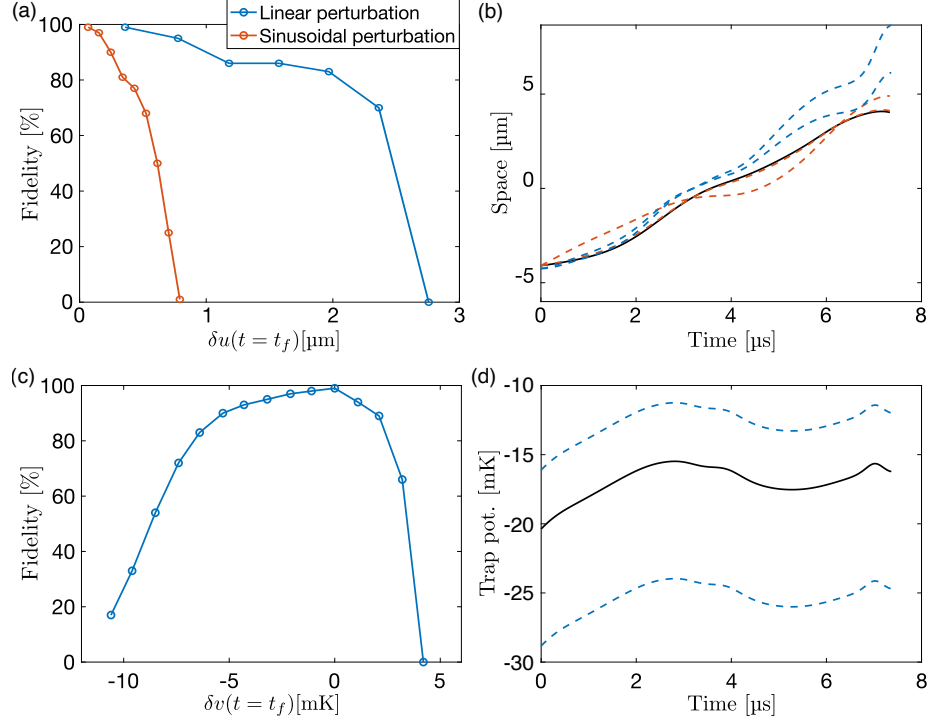 (a)
100
80
60
40
20
0
Fidelity [%]
Linear perturbation
Sinusoidal perturbation
0 1 2 3
δu(t = t_f)[µm]
(b)
5
0
-5
Space [µm]
0 2 4 6 8
Time [µs]
(c)
100
80
60
40
20
0
Fidelity [%]
-10 -5 0 5
δv(t = t_f)[mK]
(d)
-10
-15
-20
-25
-30
Trap pot. [mK]
0 2 4 6 8
Time [µs]